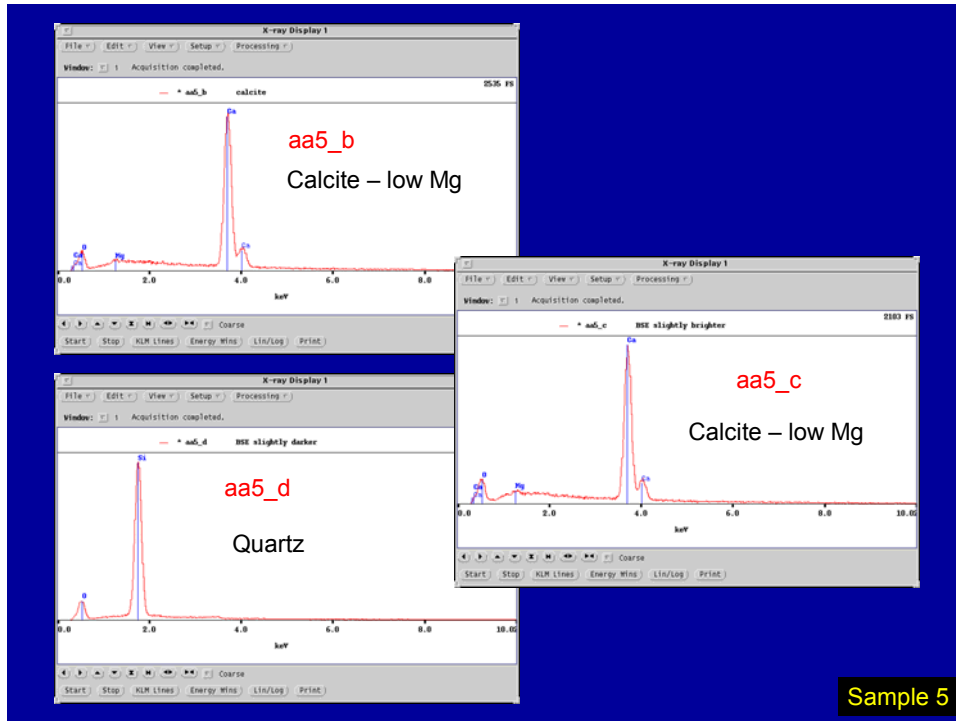 X-ray Display 1
File Edit View Setup Processing
Window: 1 Acquisition completed.
2535 FS
* aa5_b calcite
Ca
aa5_b
Calcite – low Mg
O
Mg
Ca
0.0 2.0 4.0 6.0 8.0
keV
Coarse
Start Stop KLM Lines Energy Wins Lin/Log Print
X-ray Display 1
File Edit View Setup Processing
Window: 1 Acquisition completed.
2103 FS
* aa5_c BSE slightly brighter
Ca
aa5_c
Calcite – low Mg
O
Mg
Ca
0.0 2.0 4.0 6.0 8.0 10.0
keV
Coarse
Start Stop KLM Lines Energy Wins Lin/Log Print
X-ray Display 1
File Edit View Setup Processing
Window: 1 Acquisition completed.
* aa5_d BSE slightly darker
Si
aa5_d
Quartz
O
0.0 2.0 4.0 6.0 8.0 10.0
keV
Coarse
Start Stop KLM Lines Energy Wins Lin/Log Print
Sample 5